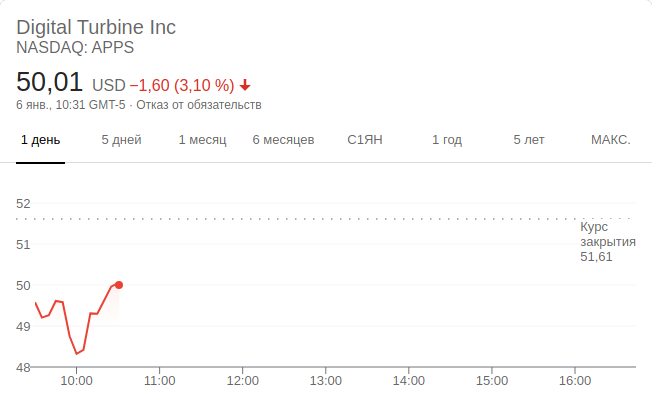 Digital Turbine Inc
NASDAQ: APPS
50,01 USD −1,60 (3,10 %)
6 янв., 10:31 GMT-5 · Отказ от обязательств
1 день 5 дней 1 месяц 6 месяцев С1ЯН 1 год 5 лет МАКС.
52
Курс
закрытия
51,61
51
50
49
48
10:00 11:00 12:00 13:00 14:00 15:00 16:00